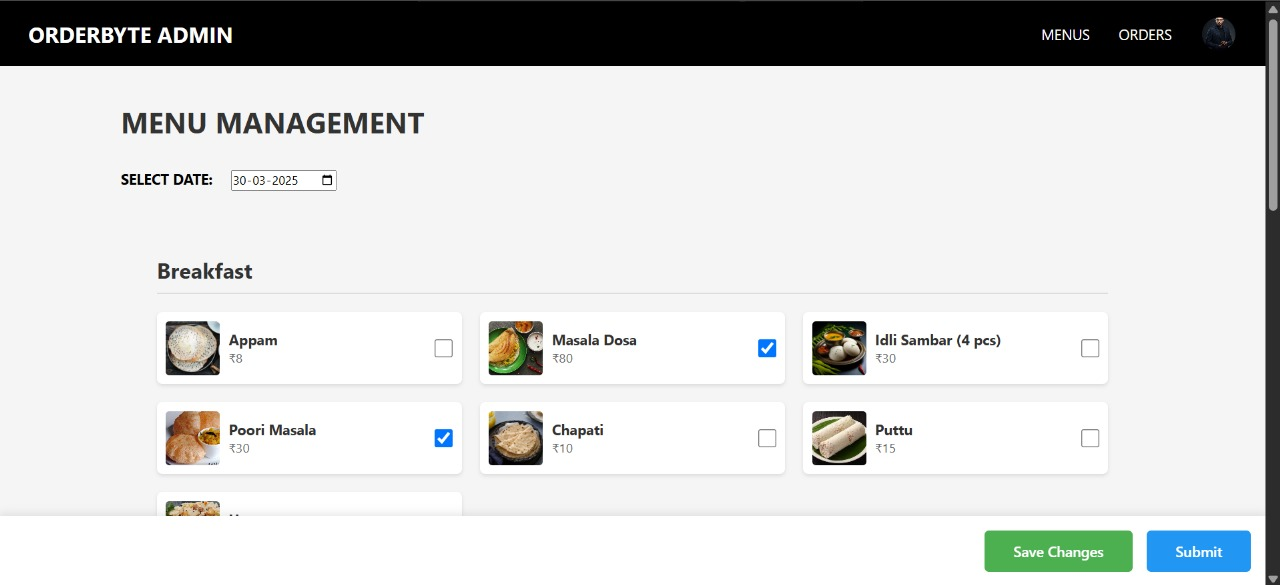 ORDERBYTE ADMIN
MENUS
ORDERS
MENU MANAGEMENT
SELECT DATE: 30-03-2025
Breakfast
Appam
₹8
Masala Dosa
₹80
Idli Sambar (4 pcs)
₹30
Poori Masala
₹30
Chapati
₹10
Puttu
₹15
Save Changes
Submit